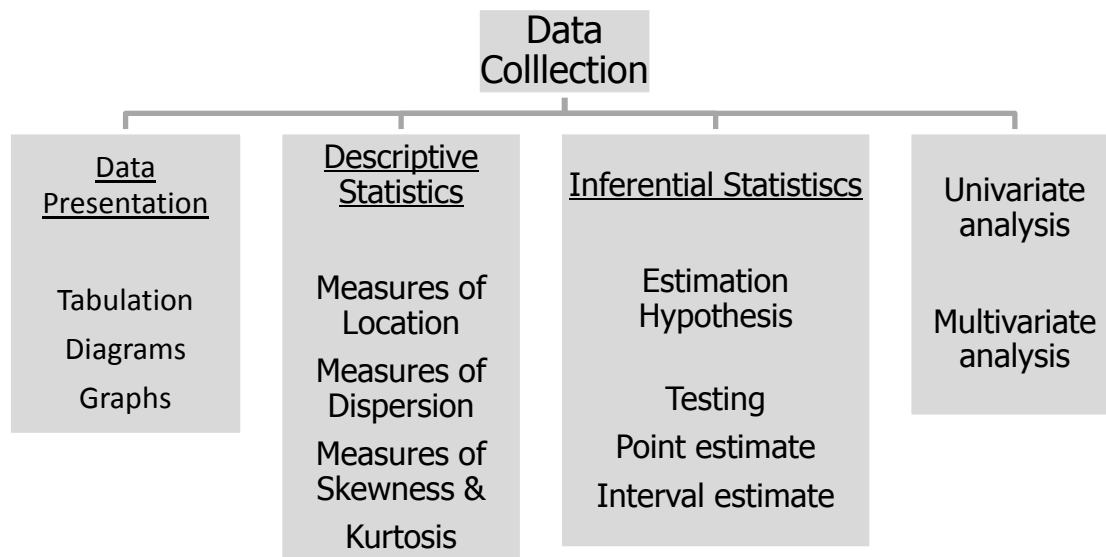 Data
Colllection
Data
Presentation
Tabulation
Diagrams
Graphs
Descriptive
Statistics
Measures of
Location
Measures of
Dispersion
Measures of
Skewness &
Kurtosis
Inferential Statistiscs
Estimation
Hypothesis
Testing
Point estimate
Interval estimate
Univariate
analysis
Multivariate
analysis